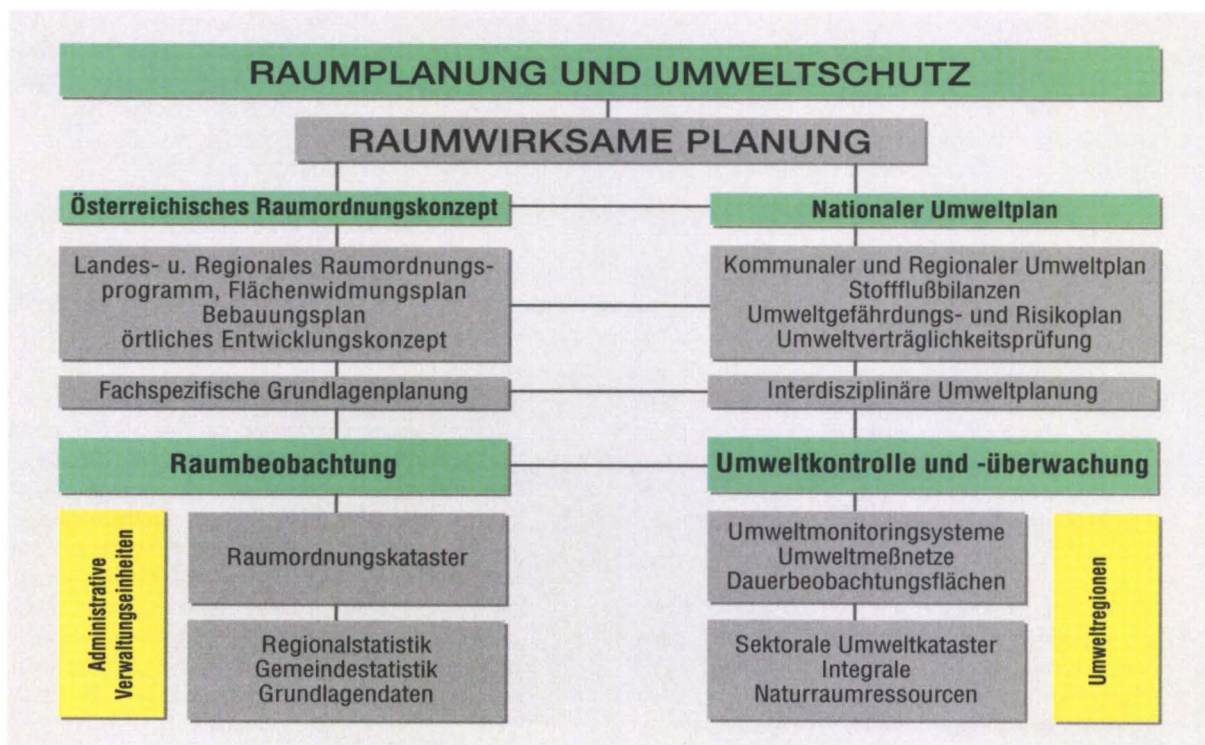 RAUMPLANUNG UND UMWELTSCHUTZ
RAUMWIRKSAME PLANUNG
Österreichisches Raumordnungskonzept
Nationaler Umweltplan
Landes- u. Regionales Raumordnungs-
programm, Flächenwidmungsplan
Bebauungsplan
örtliches Entwicklungskonzept
Kommunaler und Regionaler Umweltplan
Stoffflußbilanzen
Umweltgefährdungs- und Risikoplan
Umweltverträglichkeitsprüfung
Fachspezifische Grundlagenplanung
Interdisziplinäre Umweltplanung
Raumbeobachtung
Umweltkontrolle und -überwachung
Administrative
Verwaltungseinheiten
Raumordnungskataster
Regionalstatistik
Gemeindestatistik
Grundlagendaten
Umweltmonitoringsysteme
Umweltmeßnetze
Dauerbeobachtungsflächen
Sektorale Umweltkataster
Integrale
Naturraumressourcen
Umweltregionen